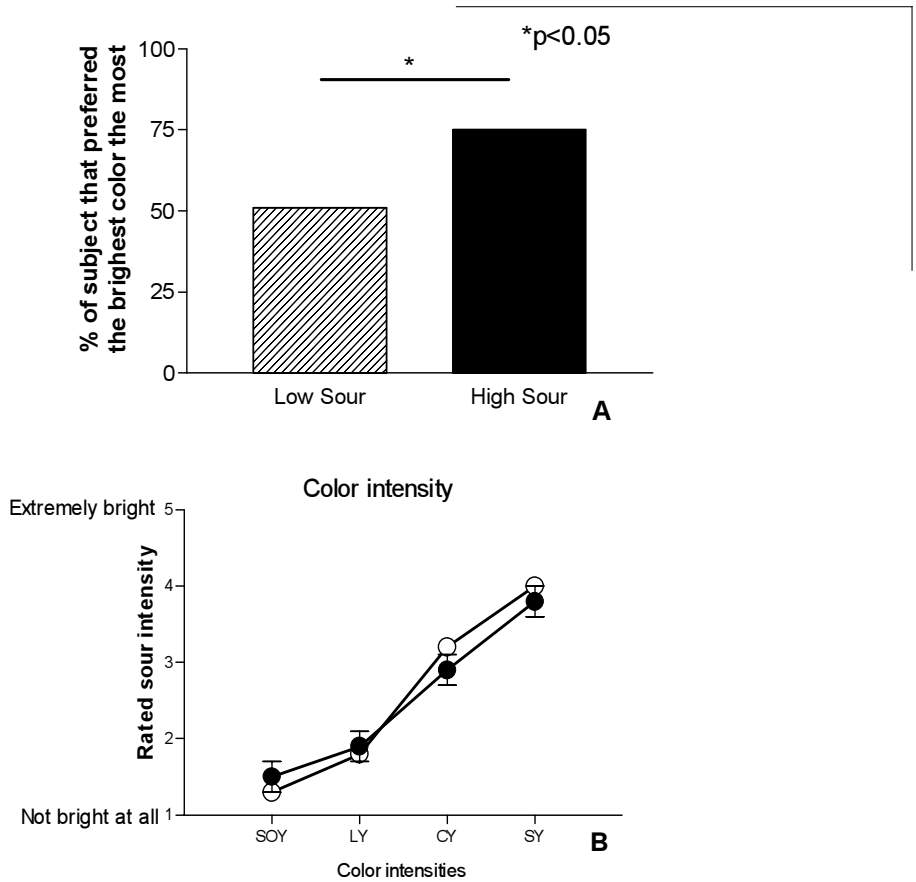 *p<0.05
*
% of subject that preferred
the brighest color the most
100
75
50
25
0
Low Sour
High Sour
A
Color intensity
Extremely bright
Rated sour intensity
5
4
3
2
Not bright at all 1
SOY
LY
CY
SY
B
Color intensities